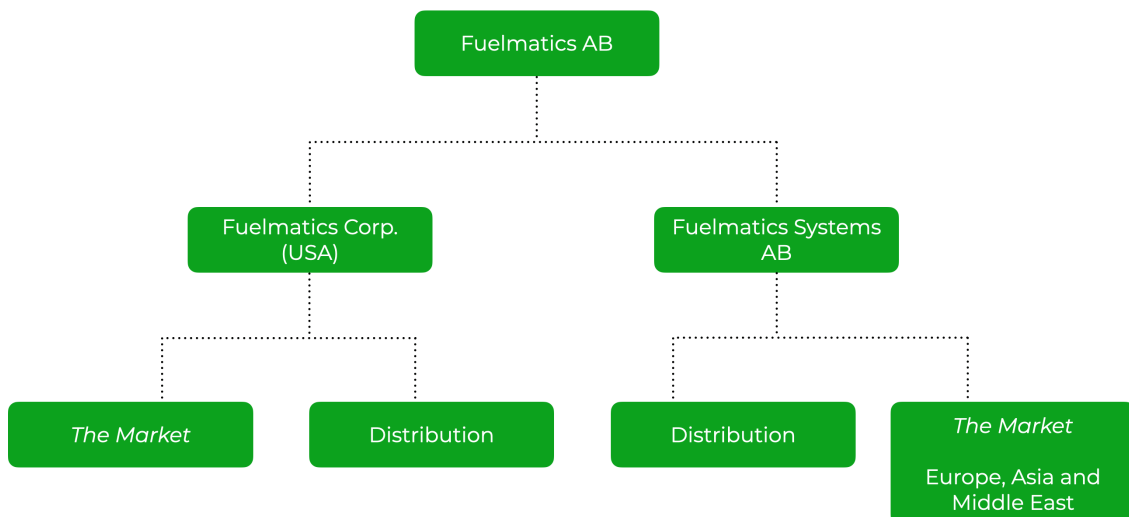 Fuelmatics AB
Fuelmatics Corp.
(USA)
Fuelmatics Systems
AB
The Market
Distribution
Distribution
The Market
Europe, Asia and
Middle East